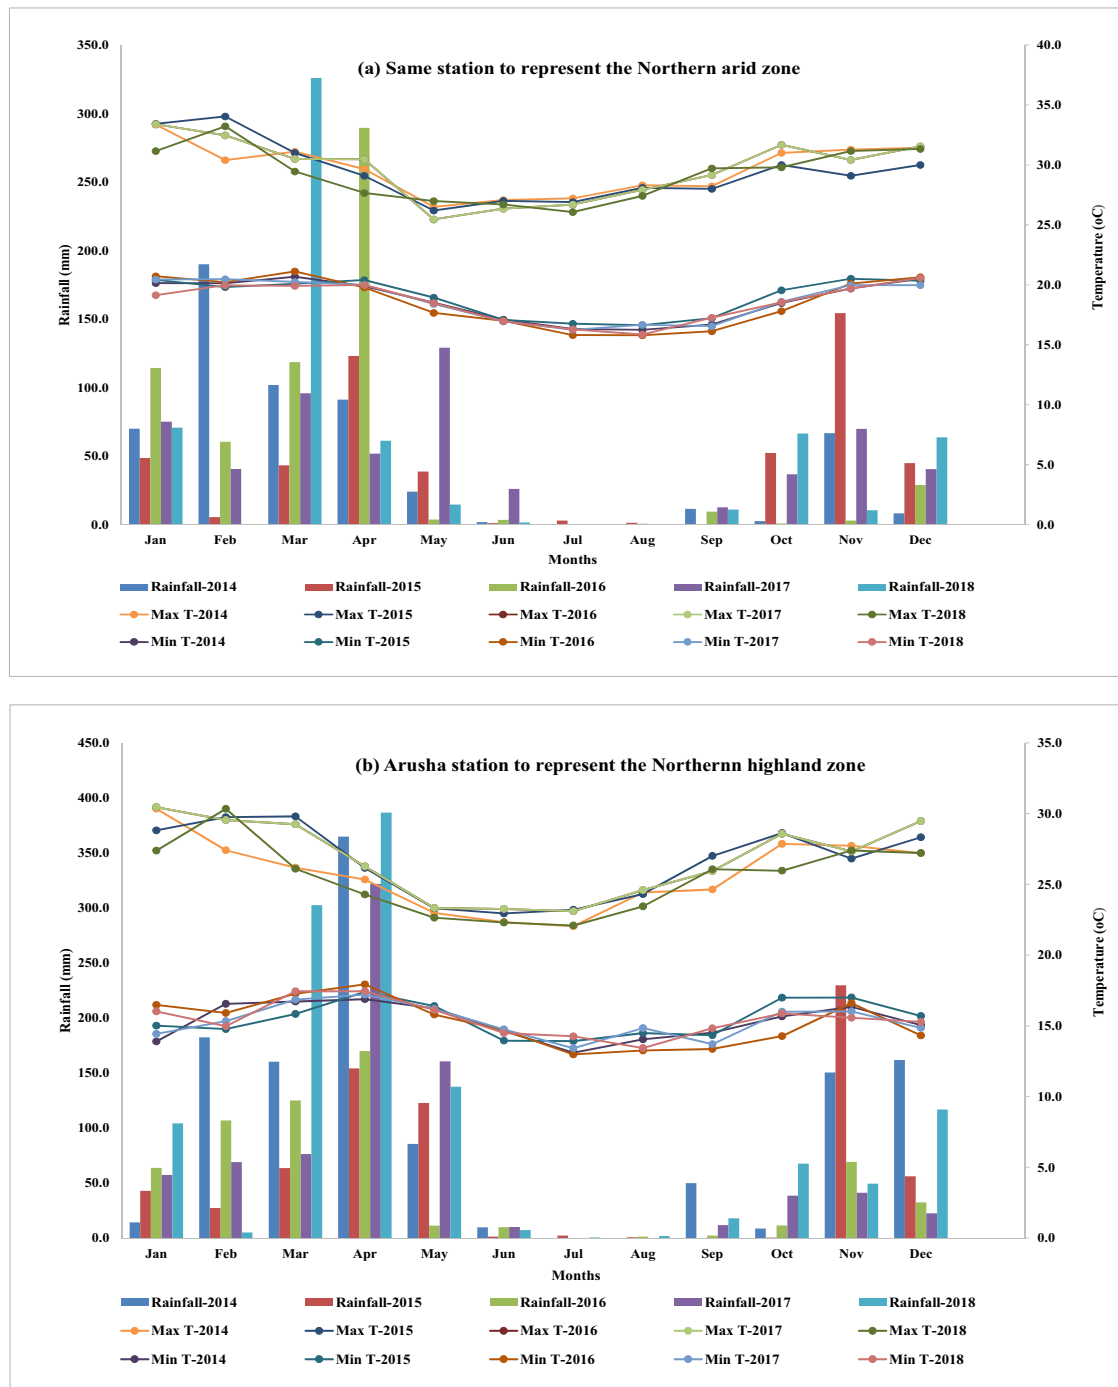 (a) Same station to represent the Northern arid zone
350.0
300.0
250.0
200.0
150.0
100.0
50.0
0.0
Rainfall (mm)
40.0
35.0
30.0
25.0
20.0
15.0
10.0
5.0
0.0
Temperature (oC)
Jan Feb Mar Apr May Jun Jul Aug Sep Oct Nov Dec
Months
Rainfall-2014 Rainfall-2015 Rainfall-2016 Rainfall-2017 Rainfall-2018
Max T-2014 Max T-2015 Max T-2016 Max T-2017 Max T-2018
Min T-2014 Min T-2015 Min T-2016 Min T-2017 Min T-2018
(b) Arusha station to represent the Northernn highland zone
450.0
400.0
350.0
300.0
250.0
200.0
150.0
100.0
50.0
0.0
Rainfall (mm)
35.0
30.0
25.0
20.0
15.0
10.0
5.0
0.0
Temperature (oC)
Jan Feb Mar Apr May Jun Jul Aug Sep Oct Nov Dec
Months
Rainfall-2014 Rainfall-2015 Rainfall-2016 Rainfall-2017 Rainfall-2018
Max T-2014 Max T-2015 Max T-2016 Max T-2017 Max T-2018
Min T-2014 Min T-2015 Min T-2016 Min T-2017 Min T-2018